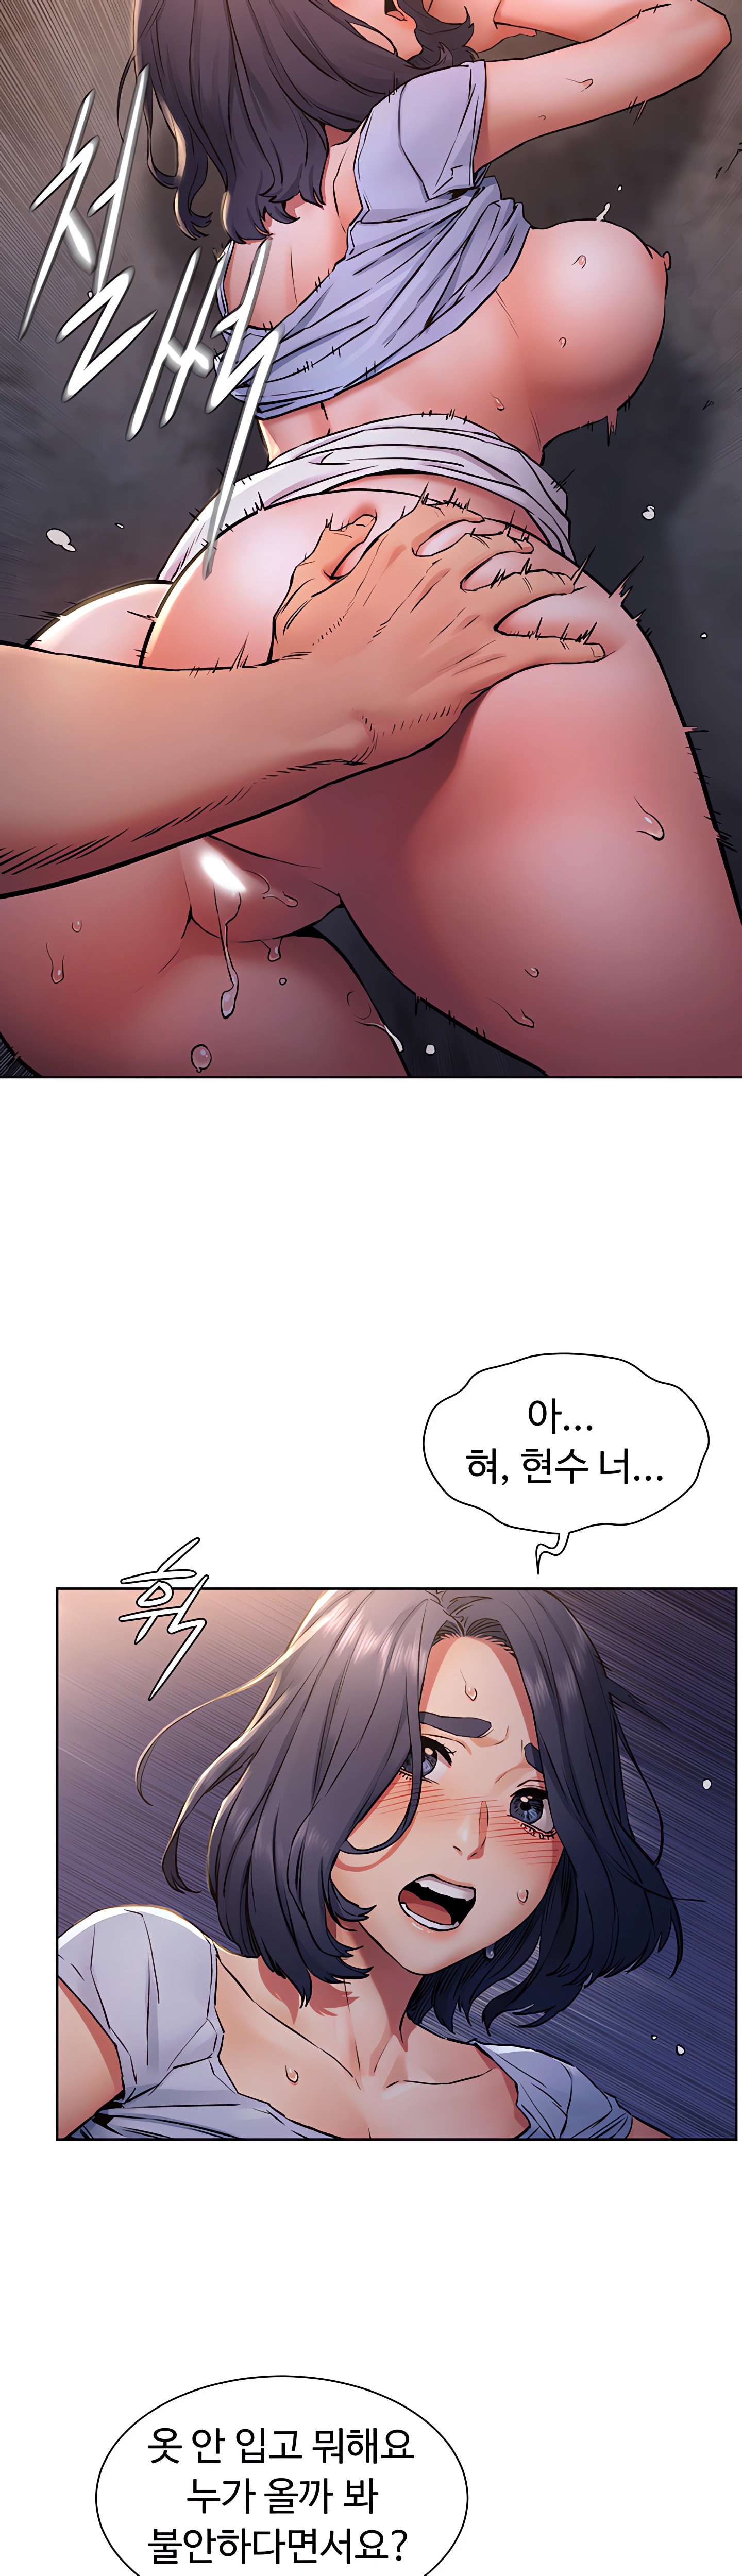 철썩
아...
혀, 현수 너...
휙
옷 안 입고 뭐해요
누가 올까 봐
불안하다면서요?